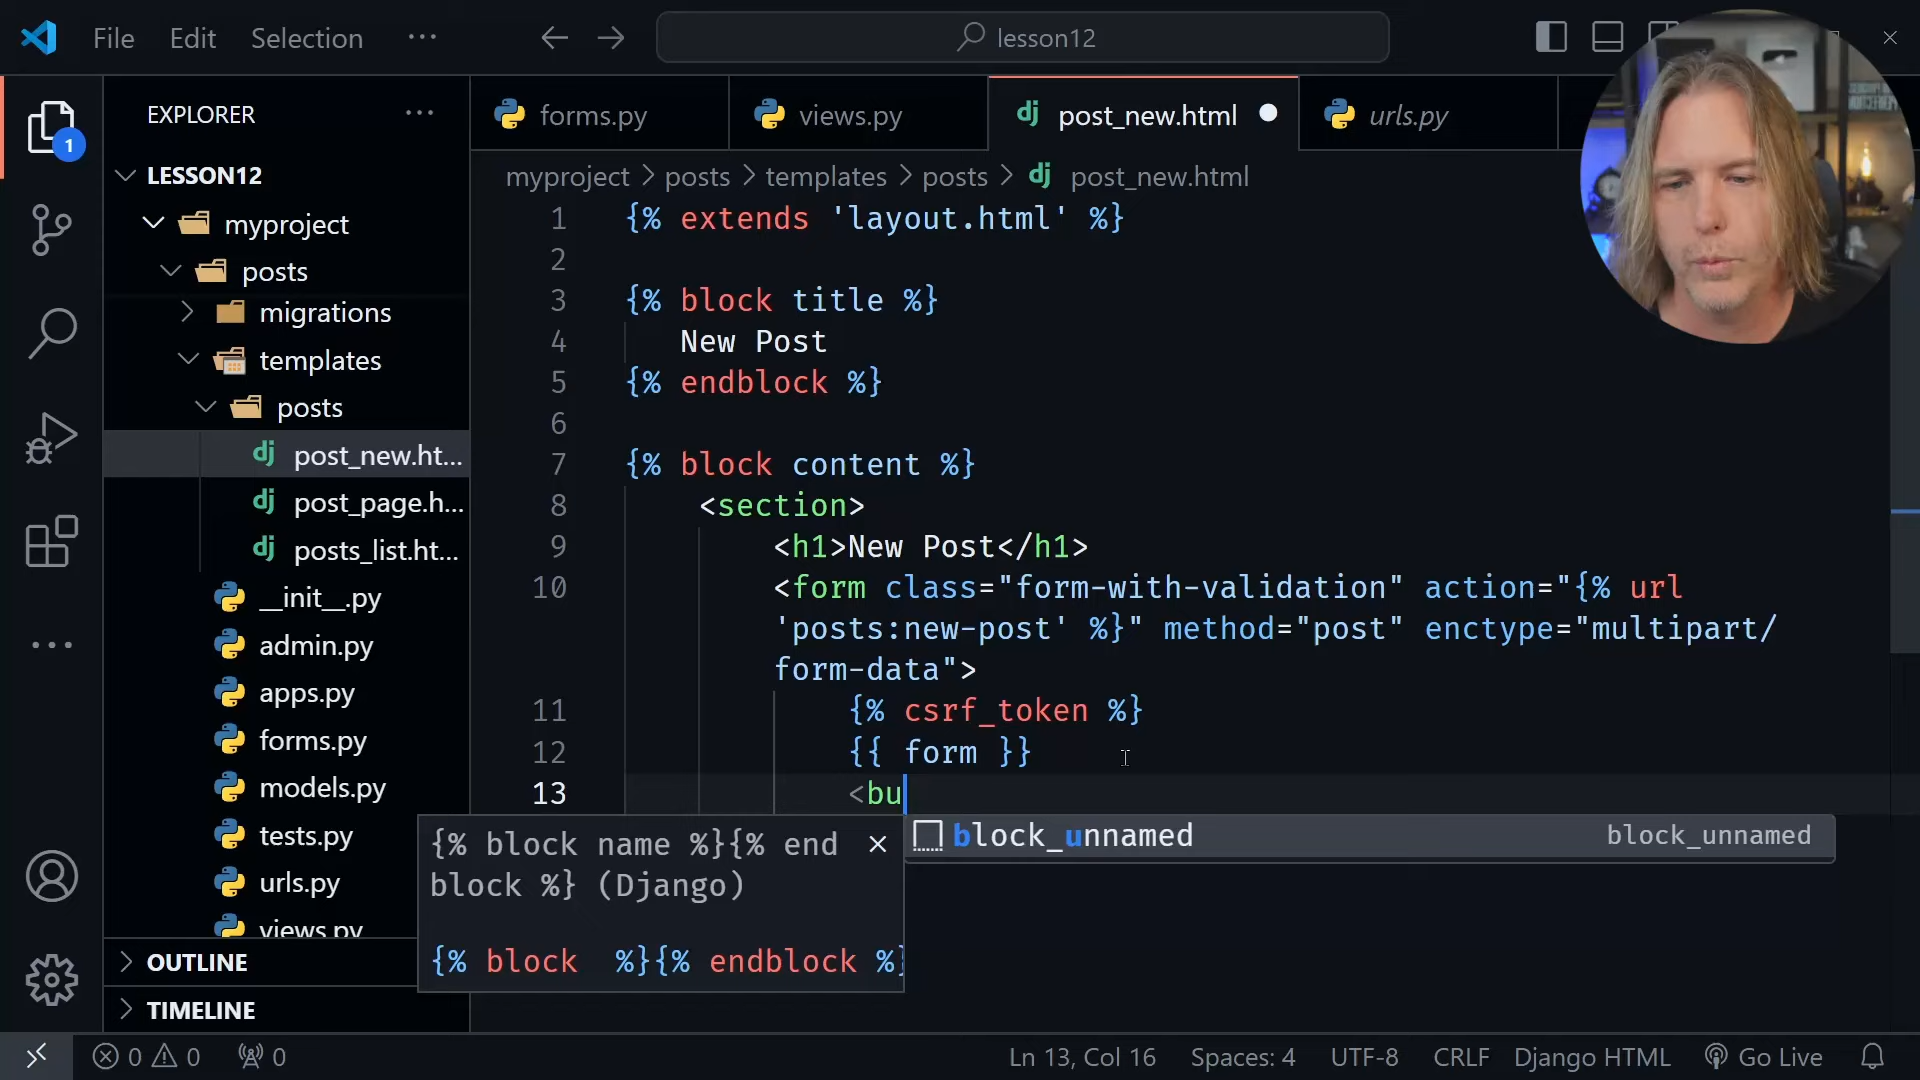 File Edit Selection ...
lesson12
EXPLORER ...
1
LESSON12
myproject
posts
migrations
templates
posts
post_new.ht...
post_page.h...
posts_list.ht...
__init__.py
admin.py
apps.py
forms.py
models.py
tests.py
urls.py
views.py
OUTLINE
TIMELINE
forms.py views.py dj post_new.html urls.py
myproject > posts > templates > posts > dj post_new.html
1 {% extends 'layout.html' %}
2
3 {% block title %}
4 New Post
5 {% endblock %}
6
7 {% block content %}
8 <section>
9 <h1>New Post</h1>
10 <form class="form-with-validation" action="{% url
'posts:new-post' %}" method="post" enctype="multipart/
form-data">
11 {% csrf_token %}
12 {{ form }}
13 <bu
block_unnamed block_unnamed
{% block name %}{% end
block %} (Django)
{% block %}{% endblock %}
0 0 0
Ln 13, Col 16 Spaces: 4 UTF-8 CRLF Django HTML Go Live